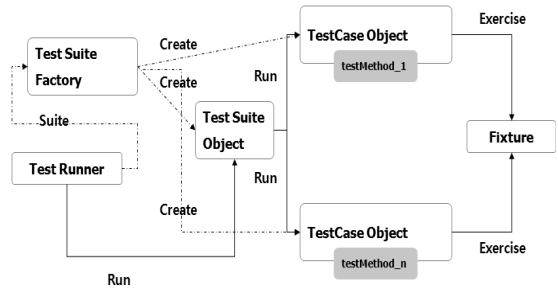 Exercise
Create
Test Suite
Factory
TestCase Object
testMethod_1
Create
Run
Suite
Test Suite
Object
Fixture
Test Runner
Run
Create
TestCase Object
Exercise
testMethod_n
Run